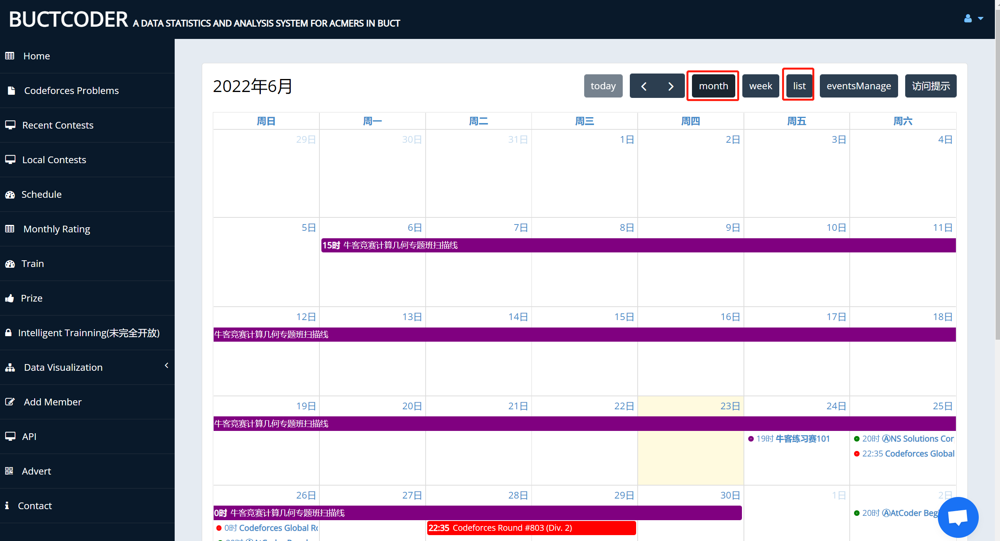 BUCTCODER A DATA STATISTICS AND ANALYSIS SYSTEM FOR ACMERS IN BUCT
Home
Codeforces Problems
Recent Contests
Local Contests
Schedule
Monthly Rating
Train
Prize
Intelligent Trainning(未完全开放)
Data Visualization
Add Member
API
Advert
Contact
2022年6月
today month week list eventsManage 访问提示
周日 周一 周二 周三 周四 周五 周六
29日 30日 31日 1日 2日 3日 4日
5日 6日 7日 8日 9日 10日 11日
15时 牛客竞赛计算几何专题班扫描线
12日 13日 14日 15日 16日 17日 18日
牛客竞赛计算几何专题班扫描线
19日 20日 21日 22日 23日 24日 25日
牛客竞赛计算几何专题班扫描线
19时 牛客练习赛101 20时 ⒶNS Solutions Cor
22:35 Codeforces Global
26日 27日 28日 29日 30日 1日 2日
0时 牛客竞赛计算几何专题班扫描线
20时 ⒶAtCoder Beg
0时 Codeforces Global Ro 22:35 Codeforces Round #803 (Div. 2)